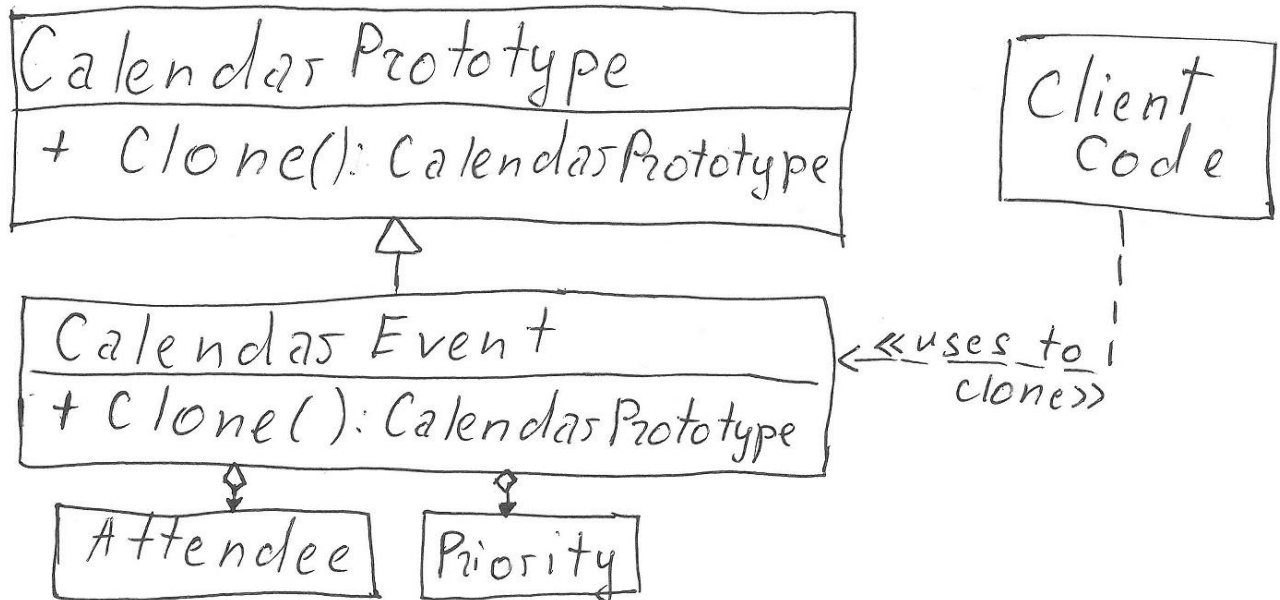 Calendar Prototype
+ Clone(): CalendarPrototype
Client
Code
Calendar Event
+ Clone(): CalendarPrototype
<<uses to
clone>>
Attendee
Priority